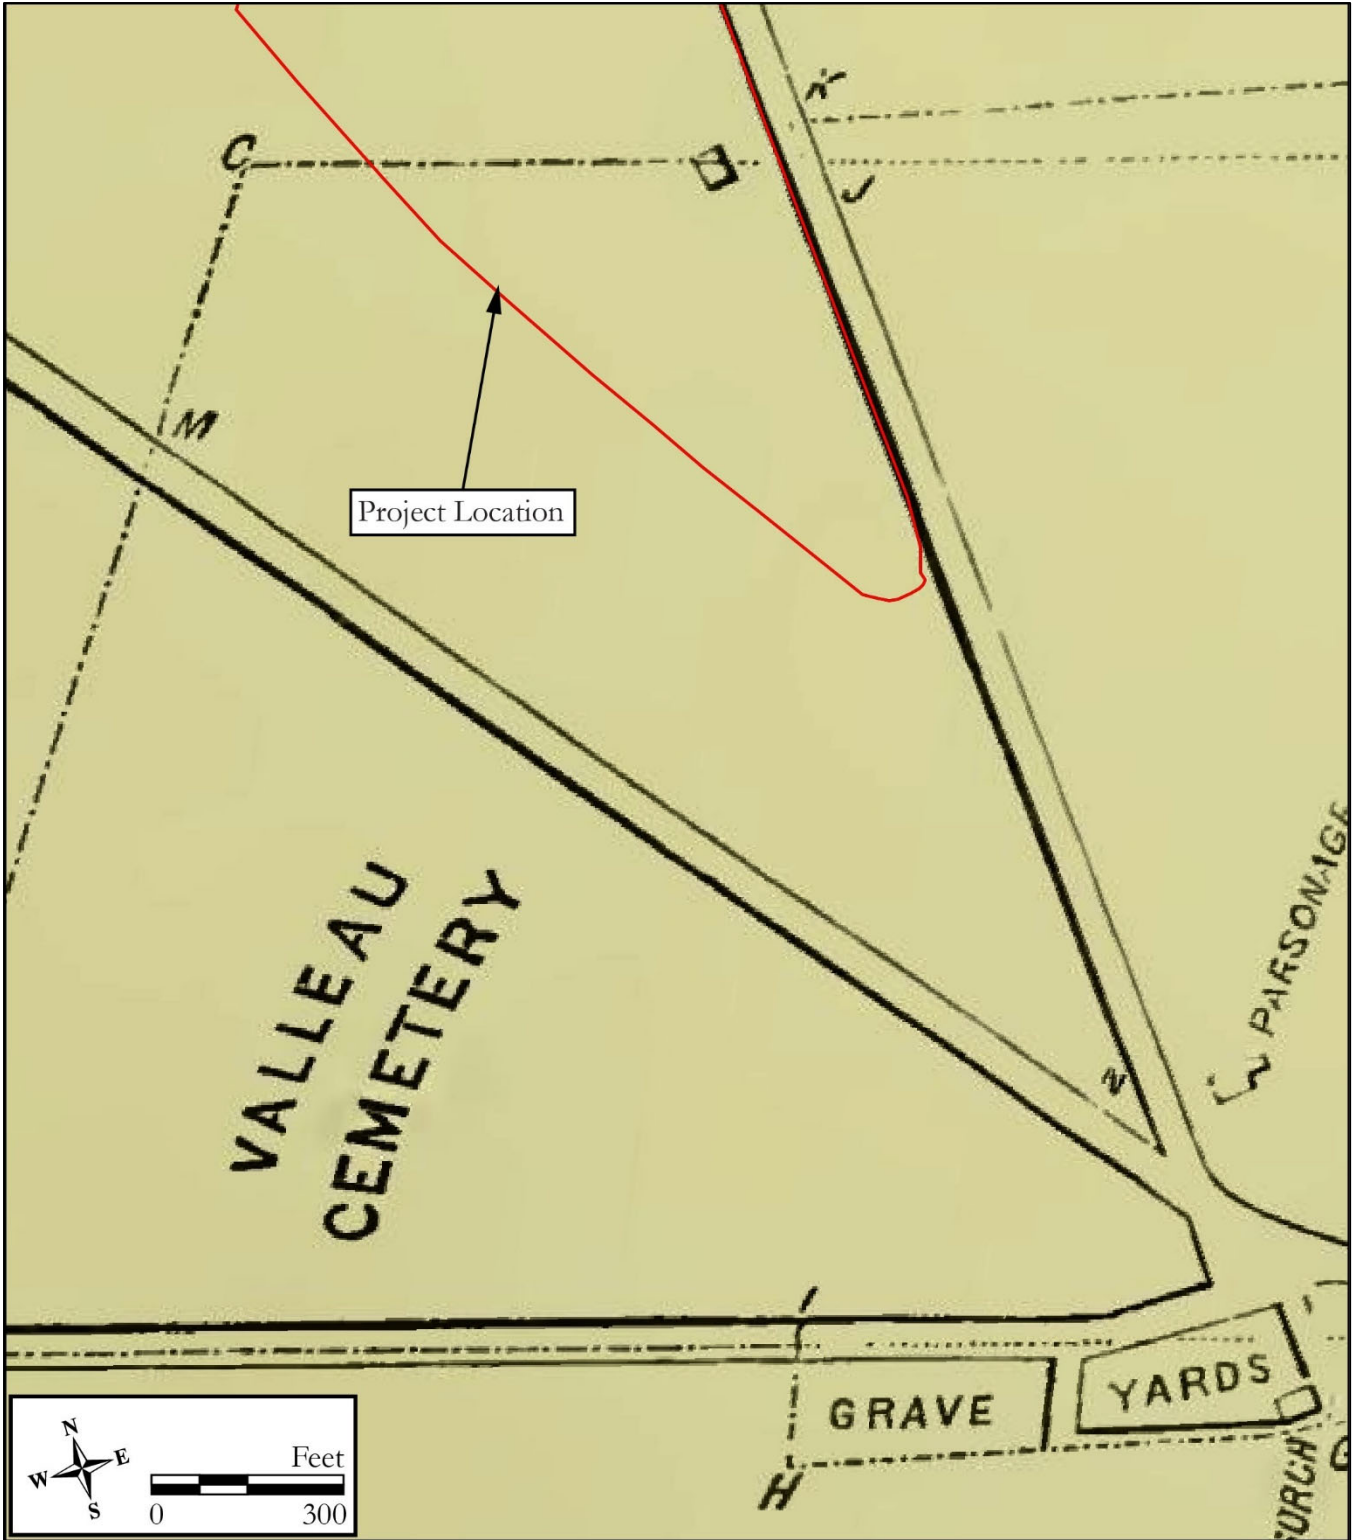 K
C
J
M
Project Location
PARSONAGE
VALLEAU
CEMETERY
N
I
GRAVE YARDS
H
G
N
W E
S
Feet
0 300